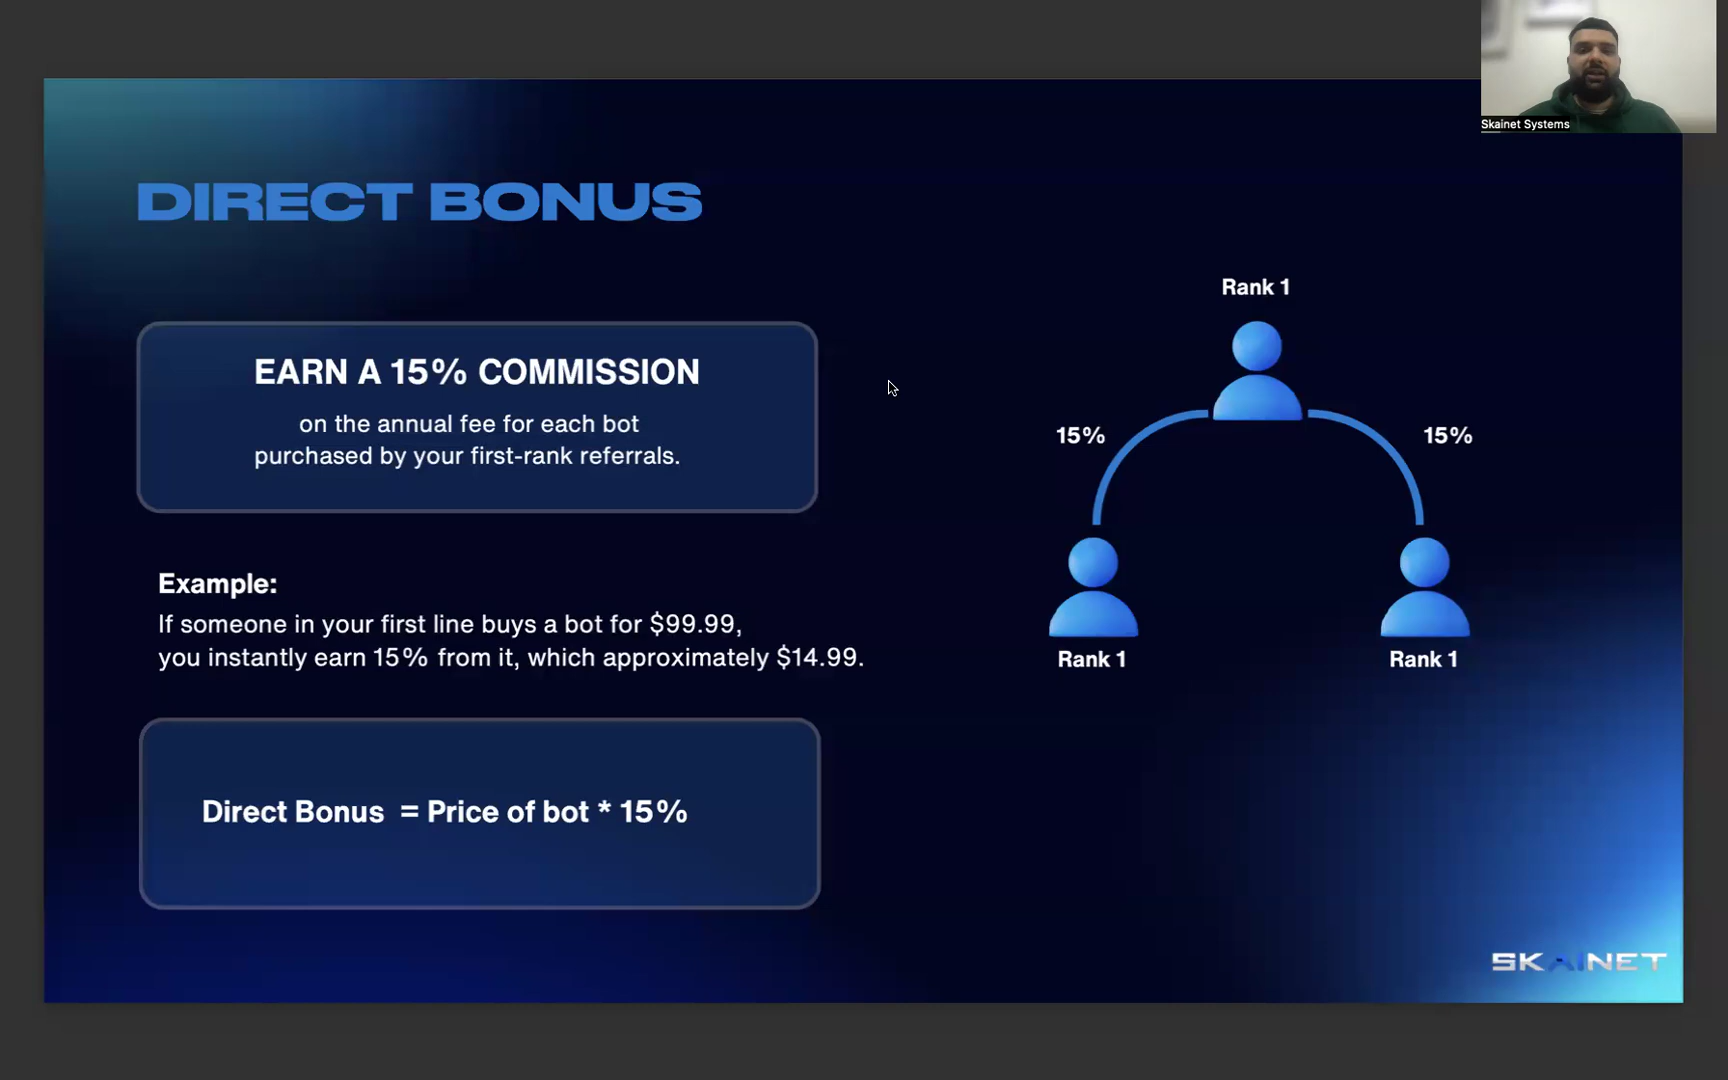 Skainet Systems
DIRECT BONUS
EARN A 15% COMMISSION
on the annual fee for each bot
purchased by your first-rank referrals.
Example:
If someone in your first line buys a bot for $99.99,
you instantly earn 15% from it, which approximately $14.99.
Direct Bonus = Price of bot * 15%
Rank 1
15%
15%
Rank 1
Rank 1
SKAINET